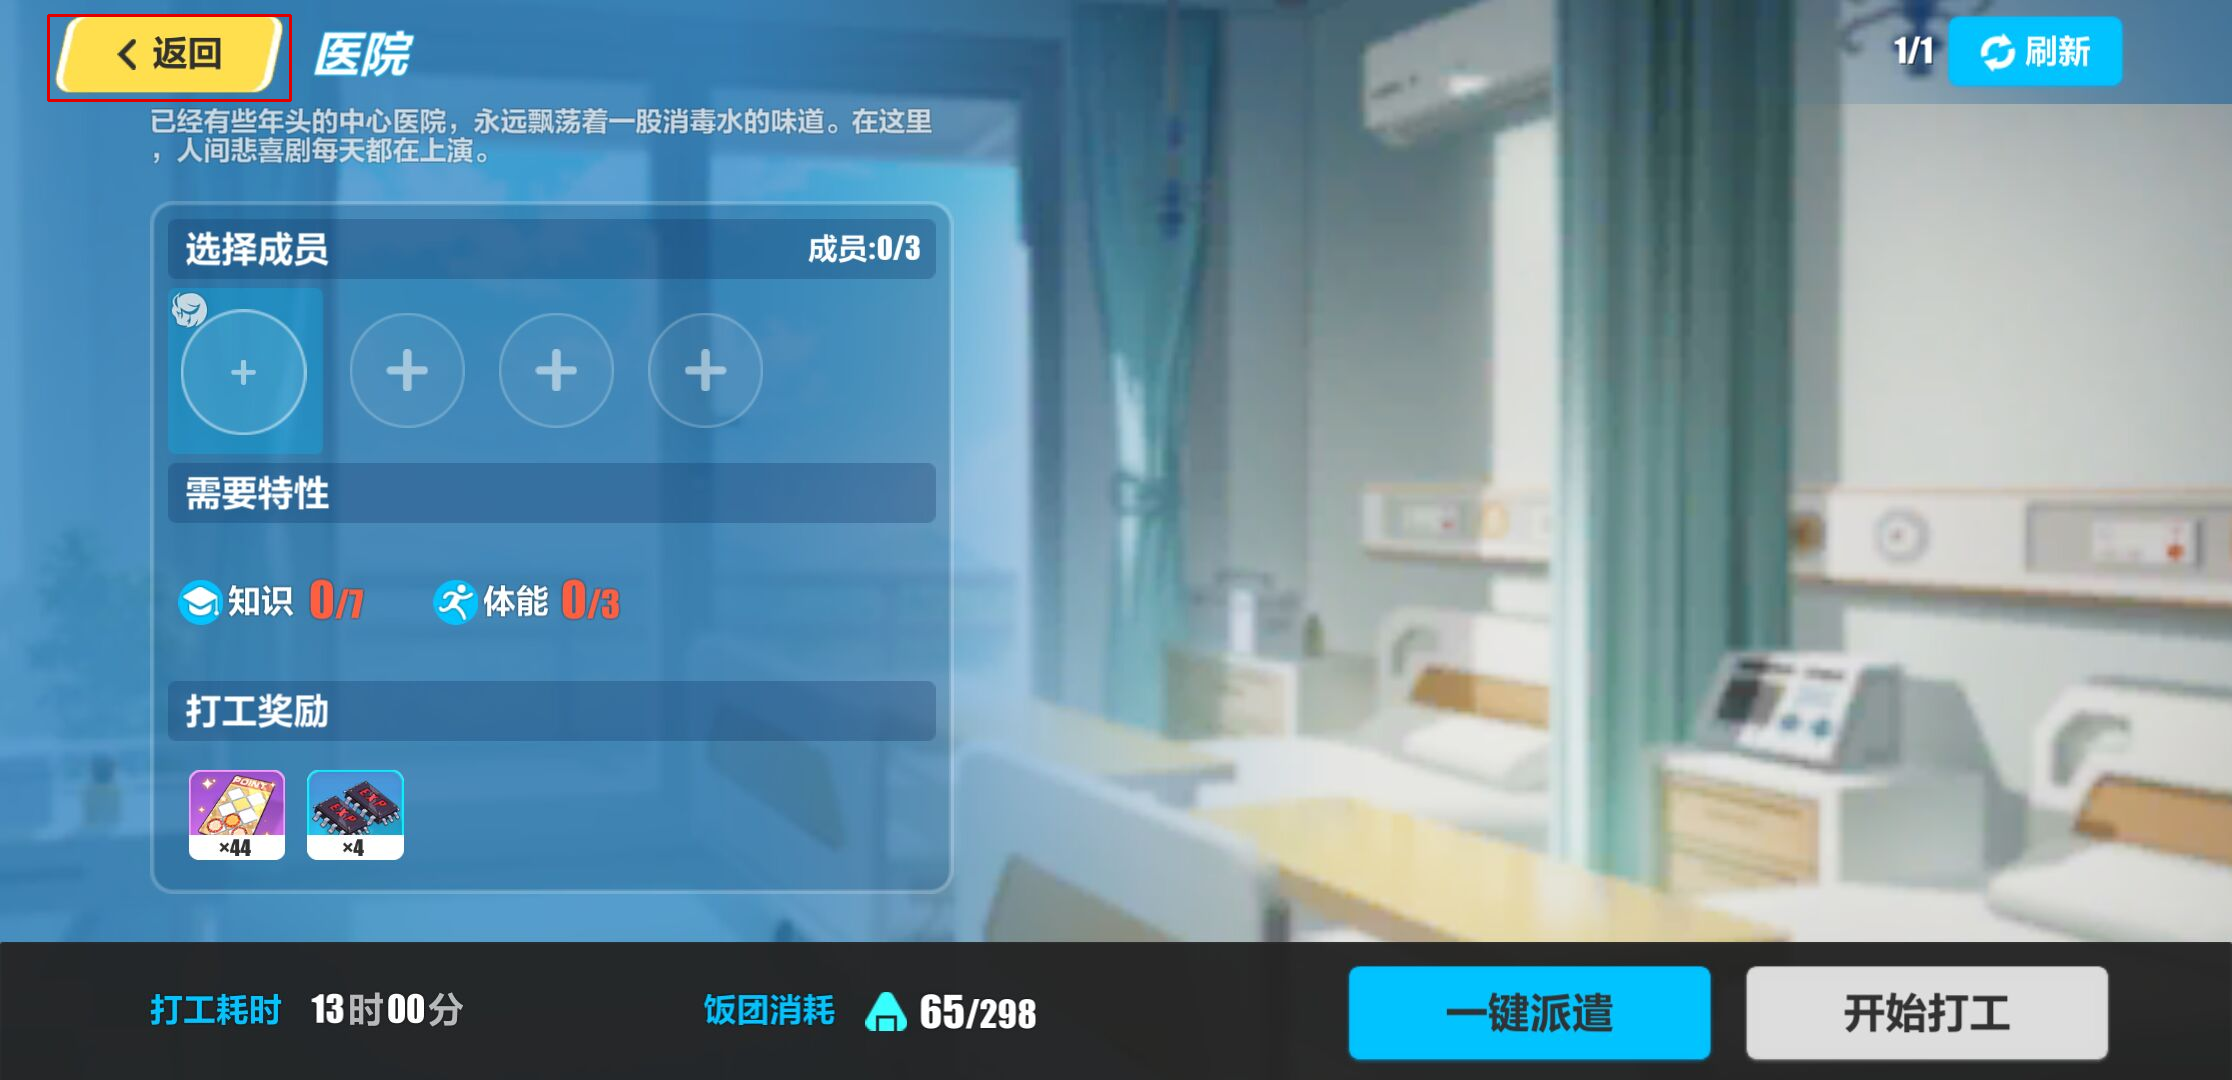 返回
医院
1/1
刷新
已经有些年头的中心医院，永远飘荡着一股消毒水的味道。在这里
，人间悲喜剧每天都在上演。
选择成员
成员:0/3
需要特性
知识 0/7
体能 0/3
打工奖励
POINT
×44
EXP
EXP
×4
打工耗时 13时00分
饭团消耗 65/298
一键派遣
开始打工